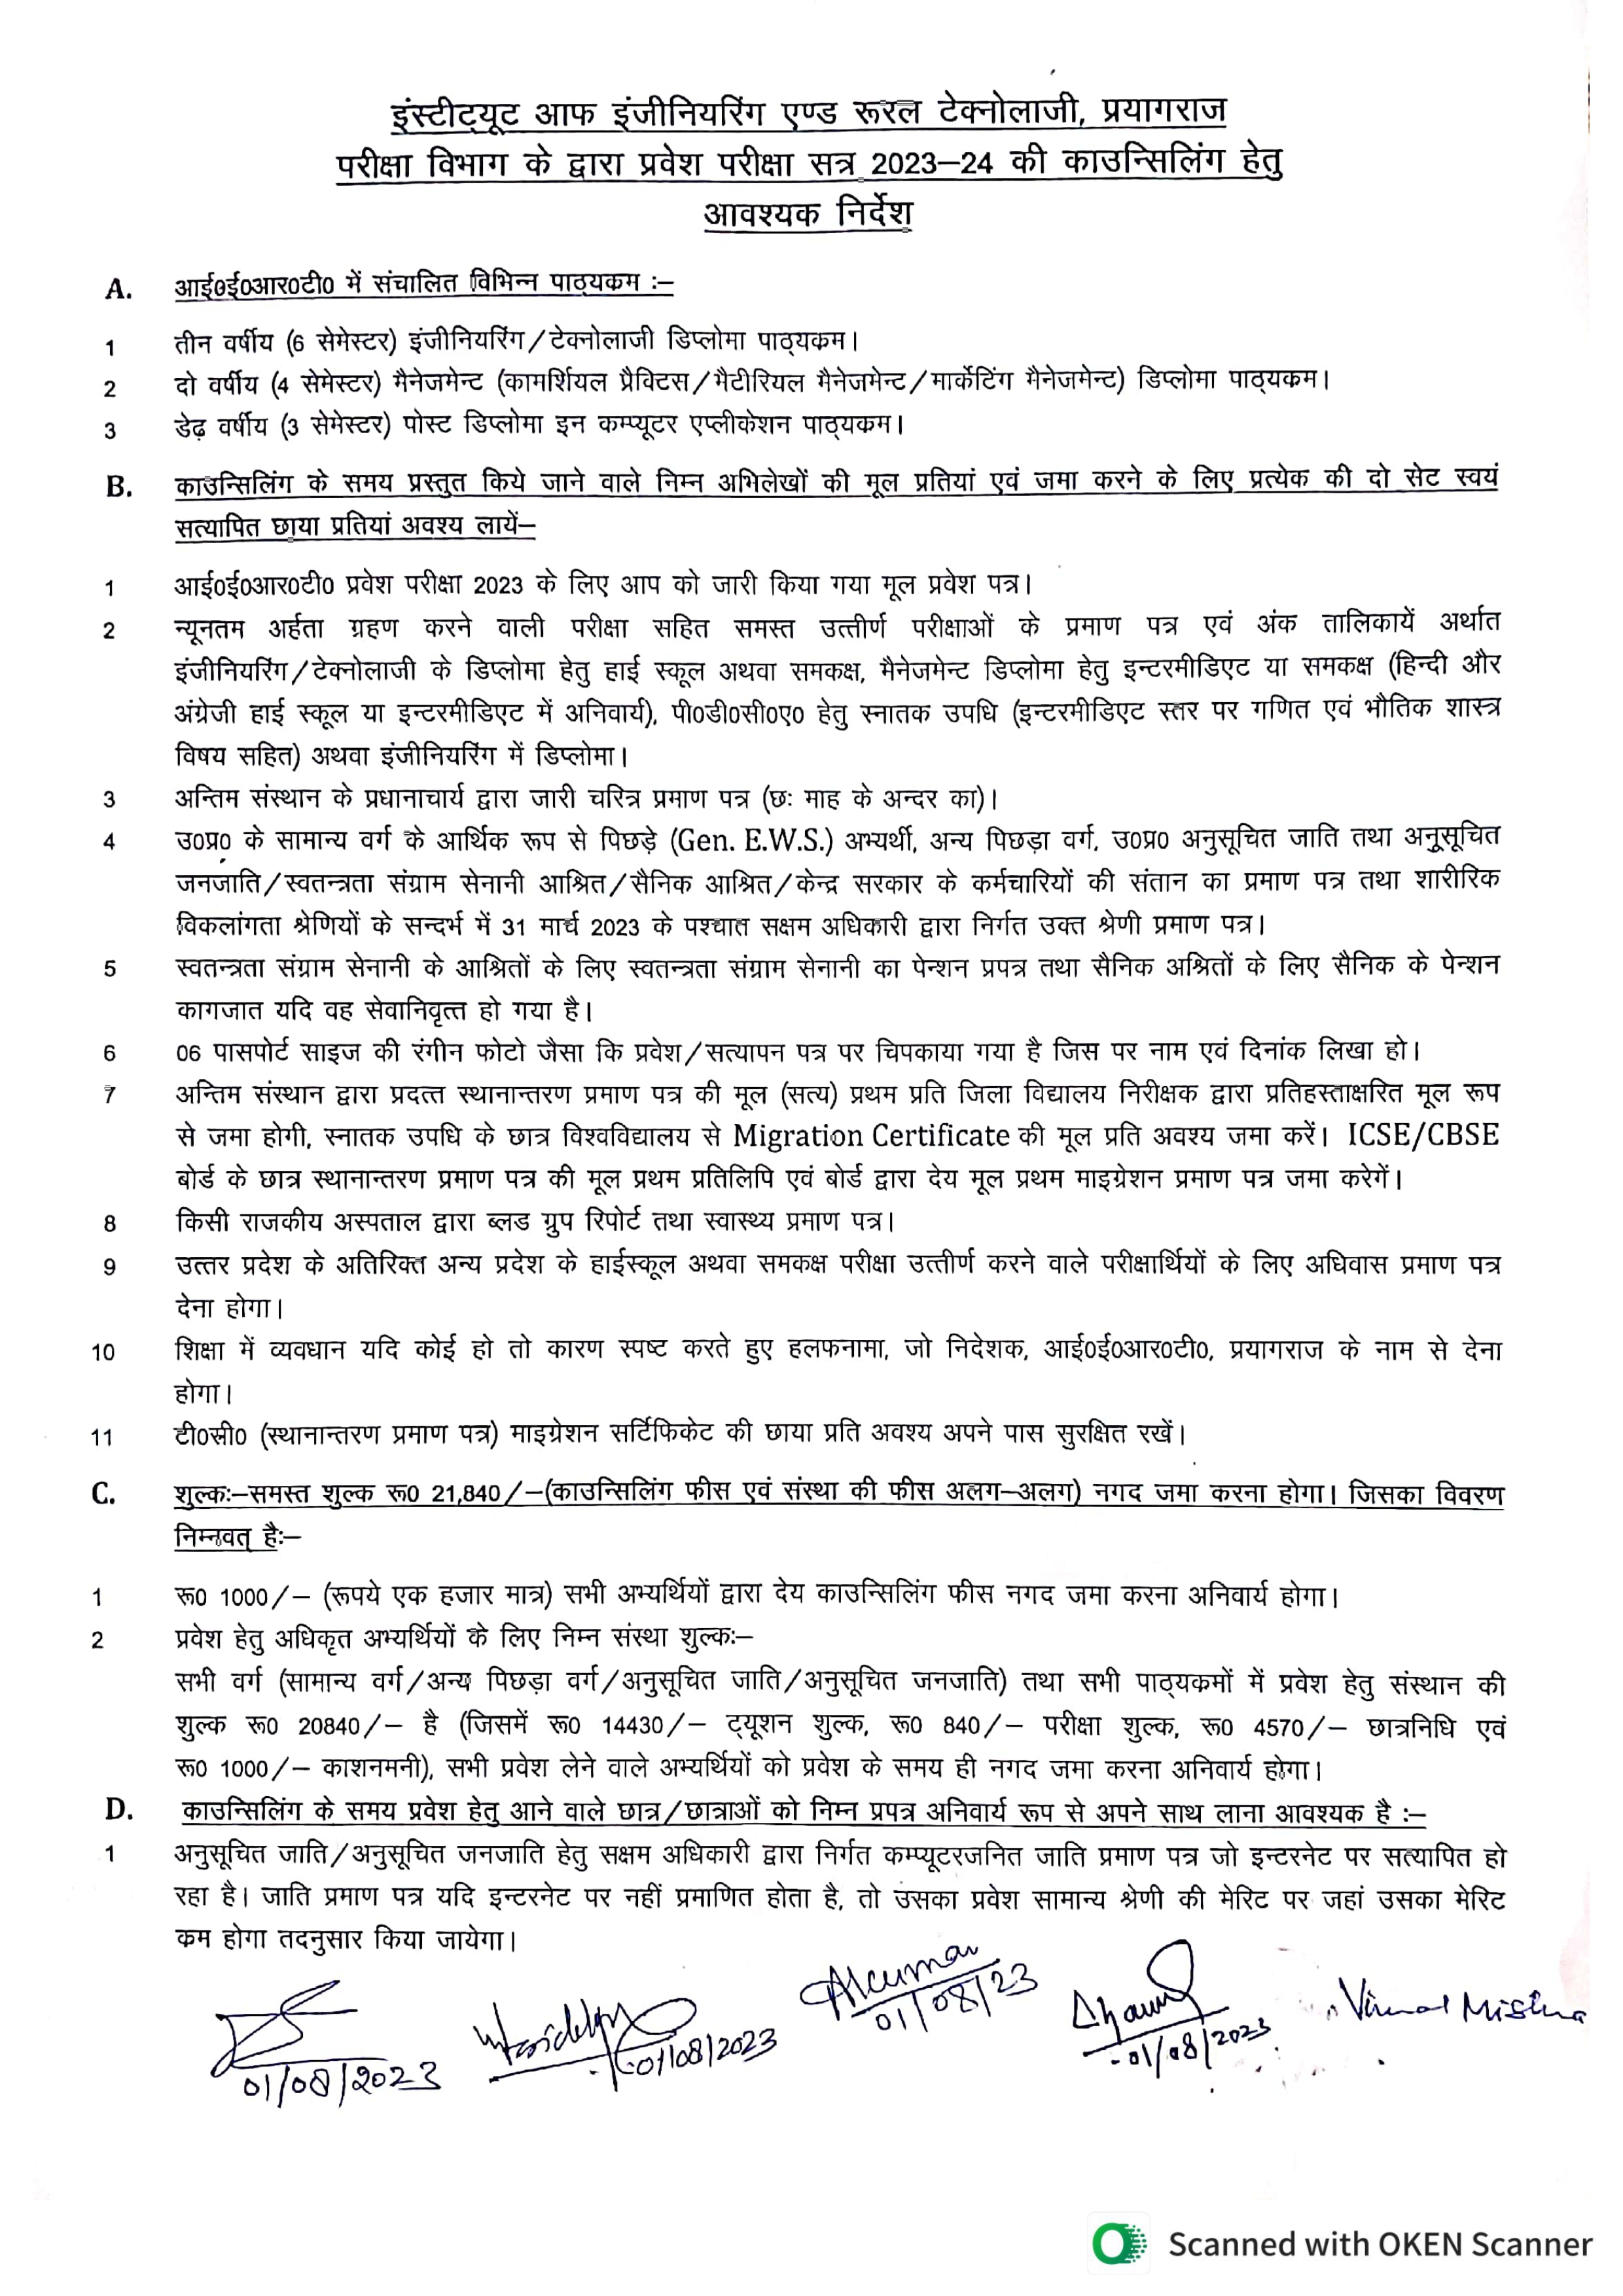 इंस्टीट्यूट आफ इंजीनियरिंग एण्ड रूरल टेक्नोलाजी, प्रयागराज
परीक्षा विभाग के द्वारा प्रवेश परीक्षा सत्र 2023–24 की काउन्सिलिंग हेतु
आवश्यक निर्देश
A. आई0ई0आर0टी0 में संचालित विभिन्न पाठ्यकम :–
1 तीन वर्षीय (6 सेमेस्टर) इंजीनियरिंग/टेक्नोलाजी डिप्लोमा पाठ्यकम।
2 दो वर्षीय (4 सेमेस्टर) मैनेजमेन्ट (कामर्शियल प्रैक्टिस/मैटीरियल मैनेजमेन्ट/मार्केटिंग मैनेजमेन्ट) डिप्लोमा पाठ्यकम।
3 डेढ़ वर्षीय (3 सेमेस्टर) पोस्ट डिप्लोमा इन कम्प्यूटर एप्लीकेशन पाठ्यकम।
B. काउन्सिलिंग के समय प्रस्तुत किये जाने वाले निम्न अभिलेखों की मूल प्रतियां एवं जमा करने के लिए प्रत्येक की दो सेट स्वयं
सत्यापित छाया प्रतियां अवश्य लायें–
1 आई0ई0आर0टी0 प्रवेश परीक्षा 2023 के लिए आप को जारी किया गया मूल प्रवेश पत्र।
2 न्यूनतम अर्हता ग्रहण करने वाली परीक्षा सहित समस्त उत्तीर्ण परीक्षाओं के प्रमाण पत्र एवं अंक तालिकायें अर्थात
इंजीनियरिंग/टेक्नोलाजी के डिप्लोमा हेतु हाई स्कूल अथवा समकक्ष, मैनेजमेन्ट डिप्लोमा हेतु इन्टरमीडिएट या समकक्ष (हिन्दी और
अंग्रेजी हाई स्कूल या इन्टरमीडिएट में अनिवार्य), पी0डी0सी0ए0 हेतु स्नातक उपधि (इन्टरमीडिएट स्तर पर गणित एवं भौतिक शास्त्र
विषय सहित) अथवा इंजीनियरिंग में डिप्लोमा।
3 अन्तिम संस्थान के प्रधानाचार्य द्वारा जारी चरित्र प्रमाण पत्र (छः माह के अन्दर का)।
4 उ0प्र0 के सामान्य वर्ग के आर्थिक रूप से पिछड़े (Gen. E.W.S.) अभ्यर्थी, अन्य पिछड़ा वर्ग, उ0प्र0 अनुसूचित जाति तथा अनुसूचित
जनजाति/स्वतन्त्रता संग्राम सेनानी आश्रित/सैनिक आश्रित/केन्द्र सरकार के कर्मचारियों की संतान का प्रमाण पत्र तथा शारीरिक
विकलांगता श्रेणियों के सन्दर्भ में 31 मार्च 2023 के पश्चात सक्षम अधिकारी द्वारा निर्गत उक्त श्रेणी प्रमाण पत्र।
5 स्वतन्त्रता संग्राम सेनानी के आश्रितों के लिए स्वतन्त्रता संग्राम सेनानी का पेन्शन प्रपत्र तथा सैनिक अश्रितों के लिए सैनिक के पेन्शन
कागजात यदि वह सेवानिवृत्त हो गया है।
6 06 पासपोर्ट साइज की रंगीन फोटो जैसा कि प्रवेश/सत्यापन पत्र पर चिपकाया गया है जिस पर नाम एवं दिनांक लिखा हो।
7 अन्तिम संस्थान द्वारा प्रदत्त स्थानान्तरण प्रमाण पत्र की मूल (सत्य) प्रथम प्रति जिला विद्यालय निरीक्षक द्वारा प्रतिहस्ताक्षरित मूल रूप
से जमा होगी, स्नातक उपधि के छात्र विश्वविद्यालय से Migration Certificate की मूल प्रति अवश्य जमा करें। ICSE/CBSE
बोर्ड के छात्र स्थानान्तरण प्रमाण पत्र की मूल प्रथम प्रतिलिपि एवं बोर्ड द्वारा देय मूल प्रथम माइग्रेशन प्रमाण पत्र जमा करेगें।
8 किसी राजकीय अस्पताल द्वारा ब्लड ग्रुप रिपोर्ट तथा स्वास्थ्य प्रमाण पत्र।
9 उत्तर प्रदेश के अतिरिक्त अन्य प्रदेश के हाईस्कूल अथवा समकक्ष परीक्षा उत्तीर्ण करने वाले परीक्षार्थियों के लिए अधिवास प्रमाण पत्र
देना होगा।
10 शिक्षा में व्यवधान यदि कोई हो तो कारण स्पष्ट करते हुए हलफनामा, जो निदेशक, आई0ई0आर0टी0, प्रयागराज के नाम से देना
होगा।
11 टी0सी0 (स्थानान्तरण प्रमाण पत्र) माइग्रेशन सर्टिफिकेट की छाया प्रति अवश्य अपने पास सुरक्षित रखें।
C. शुल्कः–समस्त शुल्क रू0 21,840/–(काउन्सिलिंग फीस एवं संस्था की फीस अलग–अलग) नगद जमा करना होगा। जिसका विवरण
निम्नवत् हैः–
1 रू0 1000/– (रूपये एक हजार मात्र) सभी अभ्यर्थियों द्वारा देय काउन्सिलिंग फीस नगद जमा करना अनिवार्य होगा।
2 प्रवेश हेतु अधिकृत अभ्यर्थियों के लिए निम्न संस्था शुल्कः–
सभी वर्ग (सामान्य वर्ग/अन्य पिछड़ा वर्ग/अनुसूचित जाति/अनुसूचित जनजाति) तथा सभी पाठ्यकमों में प्रवेश हेतु संस्थान की
शुल्क रू0 20840/– है (जिसमें रू0 14430/– ट्यूशन शुल्क, रू0 840/– परीक्षा शुल्क, रू0 4570/– छात्रनिधि एवं
रू0 1000/– काशनमनी), सभी प्रवेश लेने वाले अभ्यर्थियों को प्रवेश के समय ही नगद जमा करना अनिवार्य होगा।
D. काउन्सिलिंग के समय प्रवेश हेतु आने वाले छात्र/छात्राओं को निम्न प्रपत्र अनिवार्य रूप से अपने साथ लाना आवश्यक है :–
1 अनुसूचित जाति/अनुसूचित जनजाति हेतु सक्षम अधिकारी द्वारा निर्गत कम्प्यूटरजनित जाति प्रमाण पत्र जो इन्टरनेट पर सत्यापित हो
रहा है। जाति प्रमाण पत्र यदि इन्टरनेट पर नहीं प्रमाणित होता है, तो उसका प्रवेश सामान्य श्रेणी की मेरिट पर जहां उसका मेरिट
कम होगा तदनुसार किया जायेगा।
01/08/2023 01/08/2023 01/08/23 01/08/2023 Vimal Mishra
Scanned with OKEN Scanner